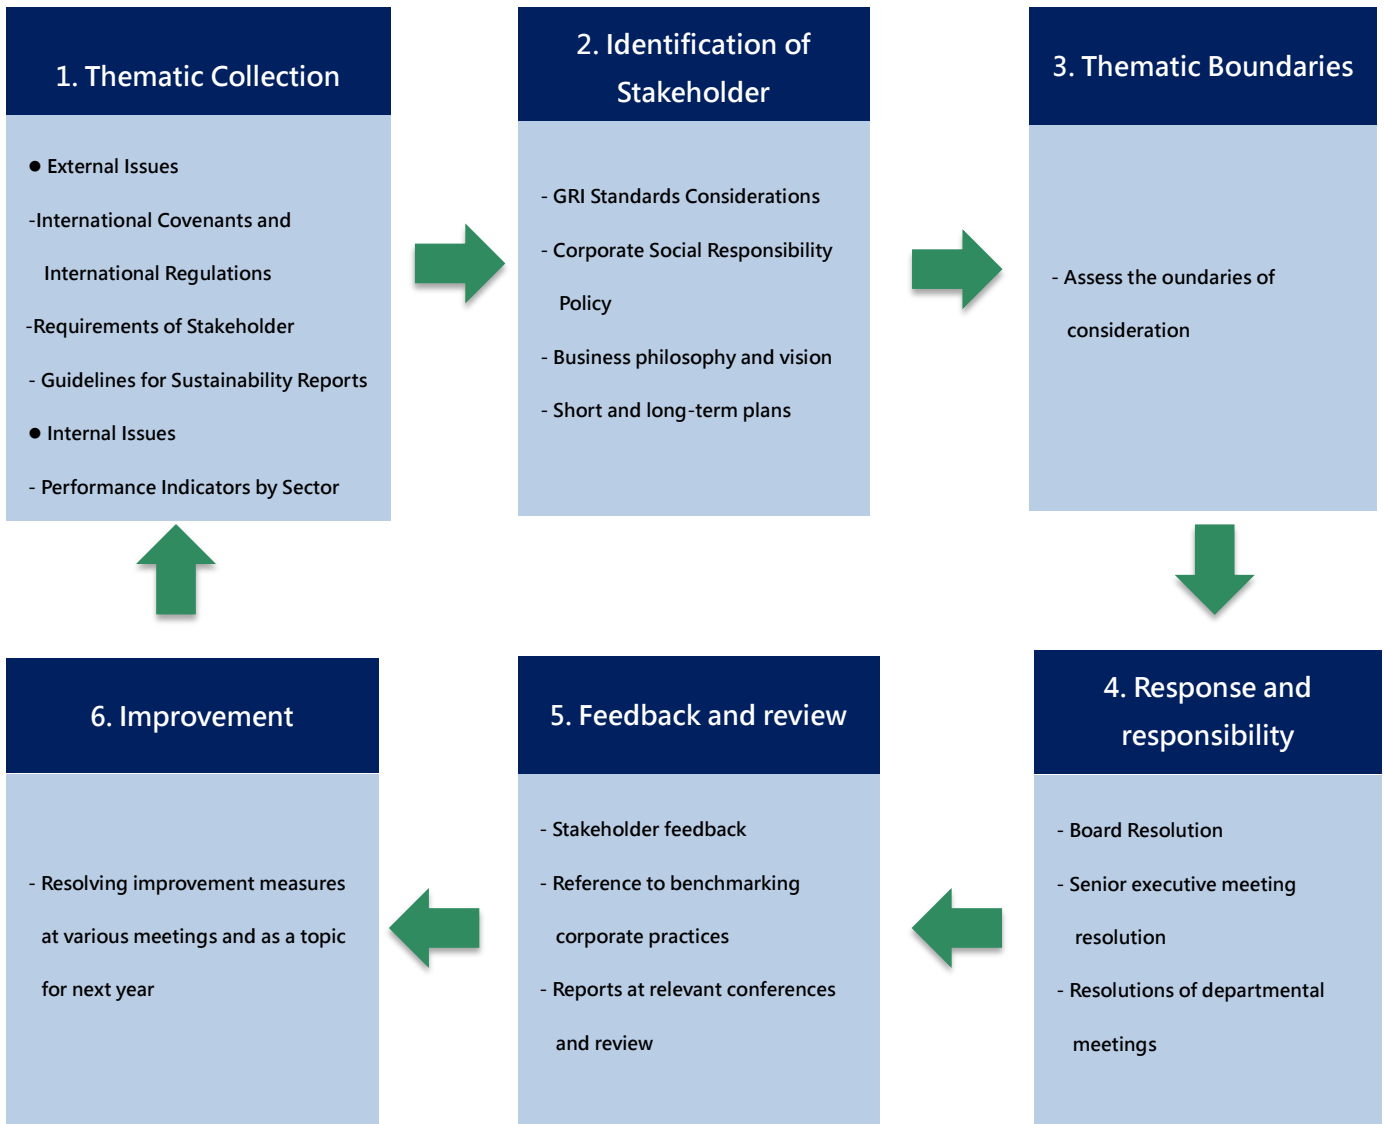 1. Thematic Collection
● External Issues
-International Covenants and
International Regulations
-Requirements of Stakeholder
- Guidelines for Sustainability Reports
● Internal Issues
- Performance Indicators by Sector
2. Identification of
Stakeholder
- GRI Standards Considerations
- Corporate Social Responsibility
Policy
- Business philosophy and vision
- Short and long-term plans
3. Thematic Boundaries
- Assess the oundaries of
consideration
4. Response and
responsibility
- Board Resolution
- Senior executive meeting
resolution
- Resolutions of departmental
meetings
5. Feedback and review
- Stakeholder feedback
- Reference to benchmarking
corporate practices
- Reports at relevant conferences
and review
6. Improvement
- Resolving improvement measures
at various meetings and as a topic
for next year